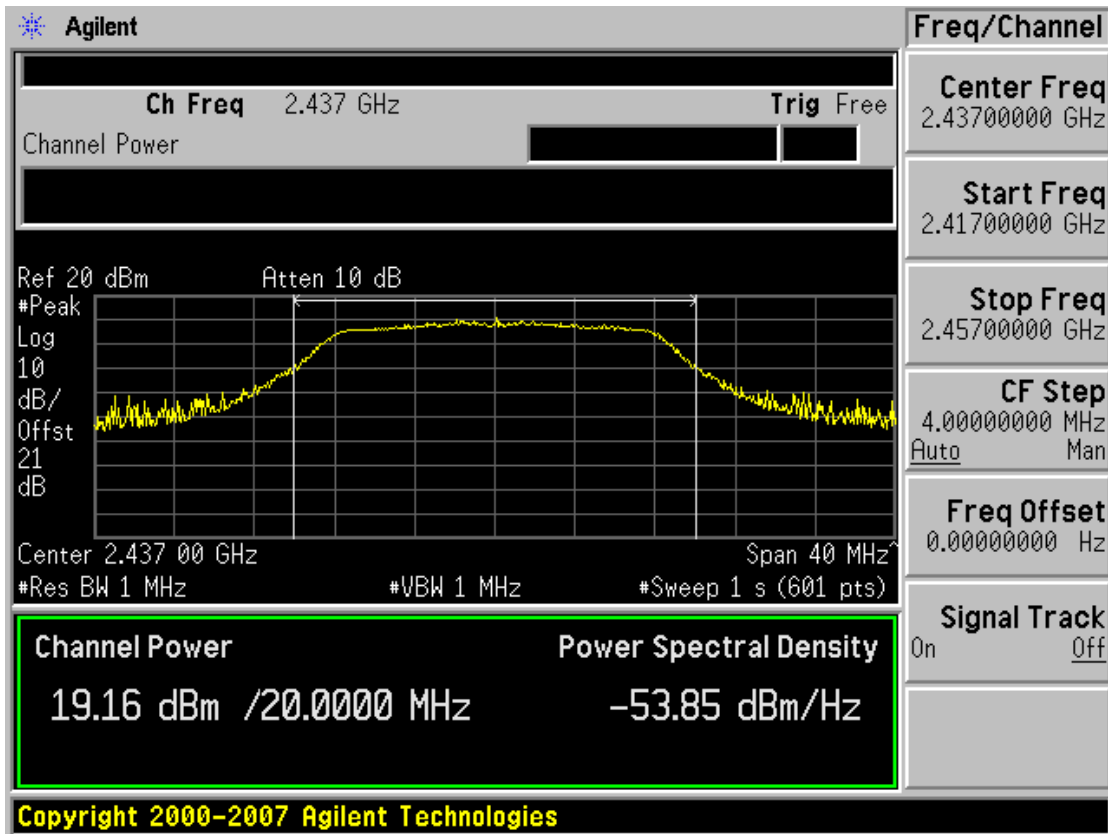 Agilent
Freq/Channel
Ch Freq 2.437 GHz Trig Free
Channel Power
Center Freq
2.43700000 GHz
Start Freq
2.41700000 GHz
Stop Freq
2.45700000 GHz
CF Step
4.00000000 MHz
Auto Man
Freq Offset
0.00000000 Hz
Signal Track
On Off
Ref 20 dBm Atten 10 dB
#Peak
Log
10
dB/
Offst
21
dB
Center 2.437 00 GHz Span 40 MHz^
#Res BW 1 MHz #VBW 1 MHz #Sweep 1 s (601 pts)
Channel Power Power Spectral Density
19.16 dBm /20.0000 MHz -53.85 dBm/Hz
Copyright 2000-2007 Agilent Technologies